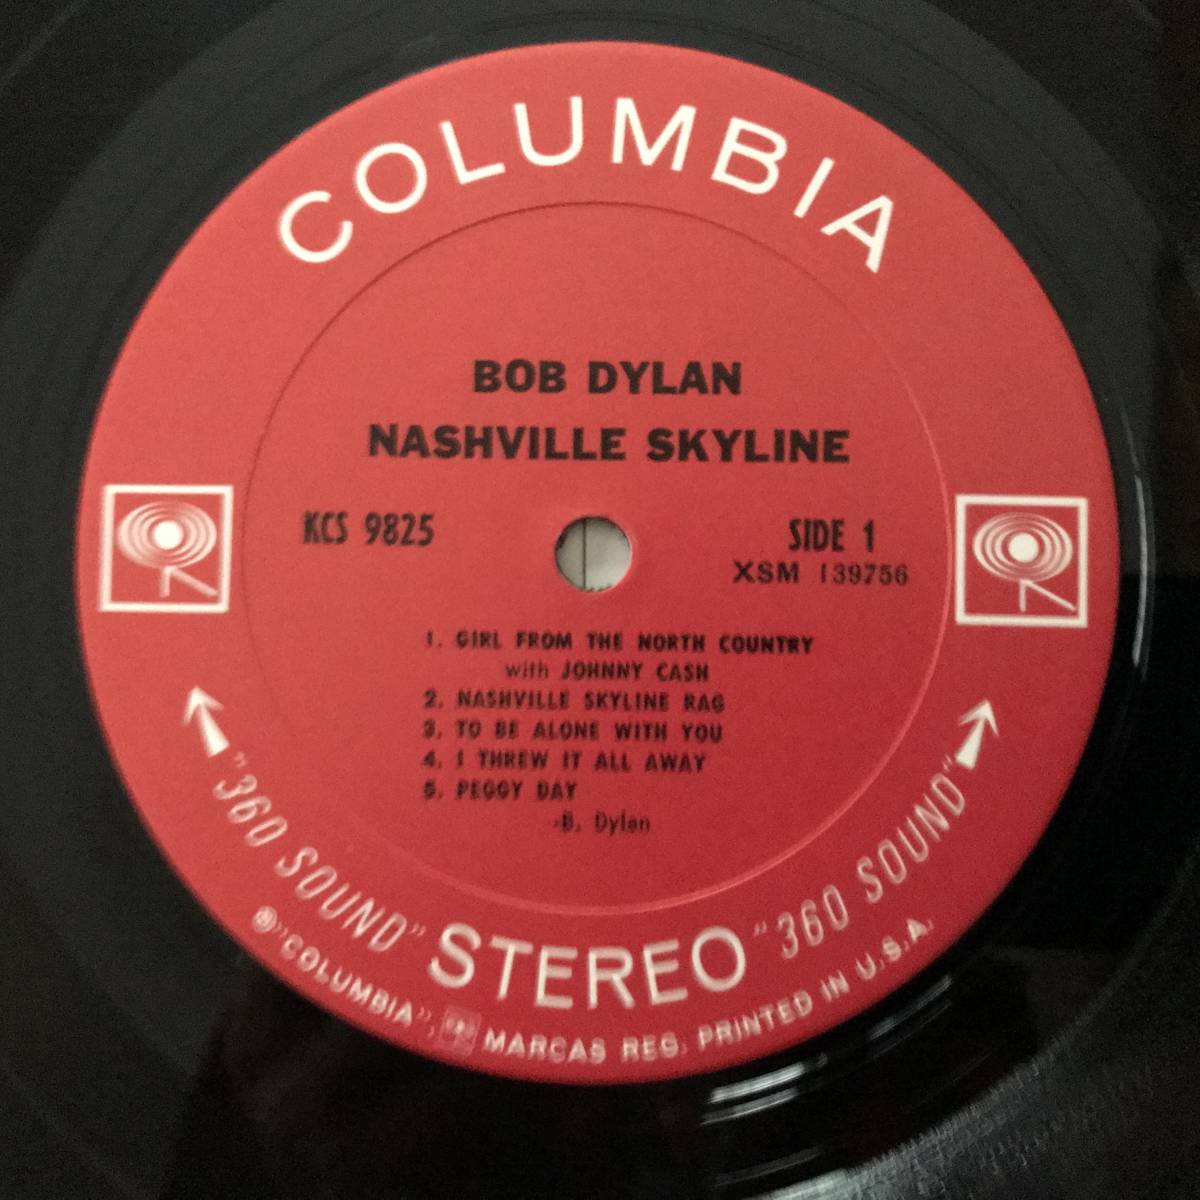 COLUMBIA
BOB DYLAN
NASHVILLE SKYLINE
KCS 9825
SIDE 1
XSM 139756
1. GIRL FROM THE NORTH COUNTRY
with JOHNNY CASH
2. NASHVILLE SKYLINE RAG
3. TO BE ALONE WITH YOU
4. I THREW IT ALL AWAY
5. PEGGY DAY
-B. Dylan
"360 SOUND" STEREO "360 SOUND"
Ⓡ"COLUMBIA", MARCAS REG. PRINTED IN U.S.A.